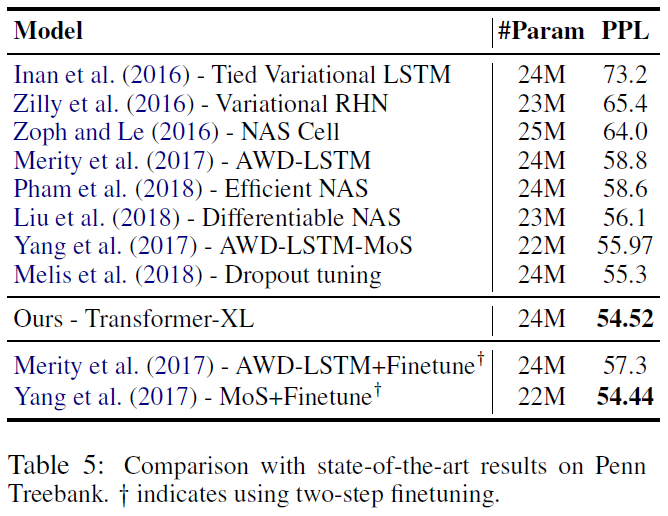 Model #Param PPL
Inan et al. (2016) - Tied Variational LSTM 24M 73.2
Zilly et al. (2016) - Variational RHN 23M 65.4
Zoph and Le (2016) - NAS Cell 25M 64.0
Merity et al. (2017) - AWD-LSTM 24M 58.8
Pham et al. (2018) - Efficient NAS 24M 58.6
Liu et al. (2018) - Differentiable NAS 23M 56.1
Yang et al. (2017) - AWD-LSTM-MoS 22M 55.97
Melis et al. (2018) - Dropout tuning 24M 55.3
Ours - Transformer-XL 24M 54.52
Merity et al. (2017) - AWD-LSTM+Finetune† 24M 57.3
Yang et al. (2017) - MoS+Finetune† 22M 54.44
Table 5: Comparison with state-of-the-art results on Penn
Treebank. † indicates using two-step finetuning.